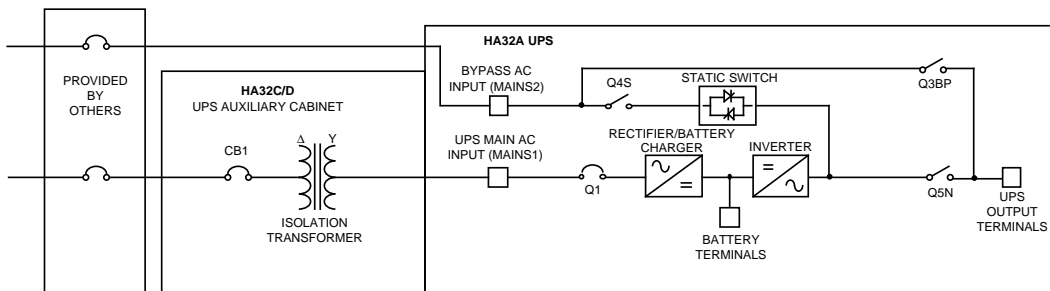 PROVIDED
BY
OTHERS
HA32C/D
UPS AUXILIARY CABINET
CB1
Δ Y
ISOLATION
TRANSFORMER
HA32A UPS
BYPASS AC
INPUT (MAINS2)
UPS MAIN AC
INPUT (MAINS1)
Q4S
STATIC SWITCH
Q3BP
RECTIFIER/BATTERY
CHARGER
INVERTER
Q1
BATTERY
TERMINALS
Q5N
UPS
OUTPUT
TERMINALS